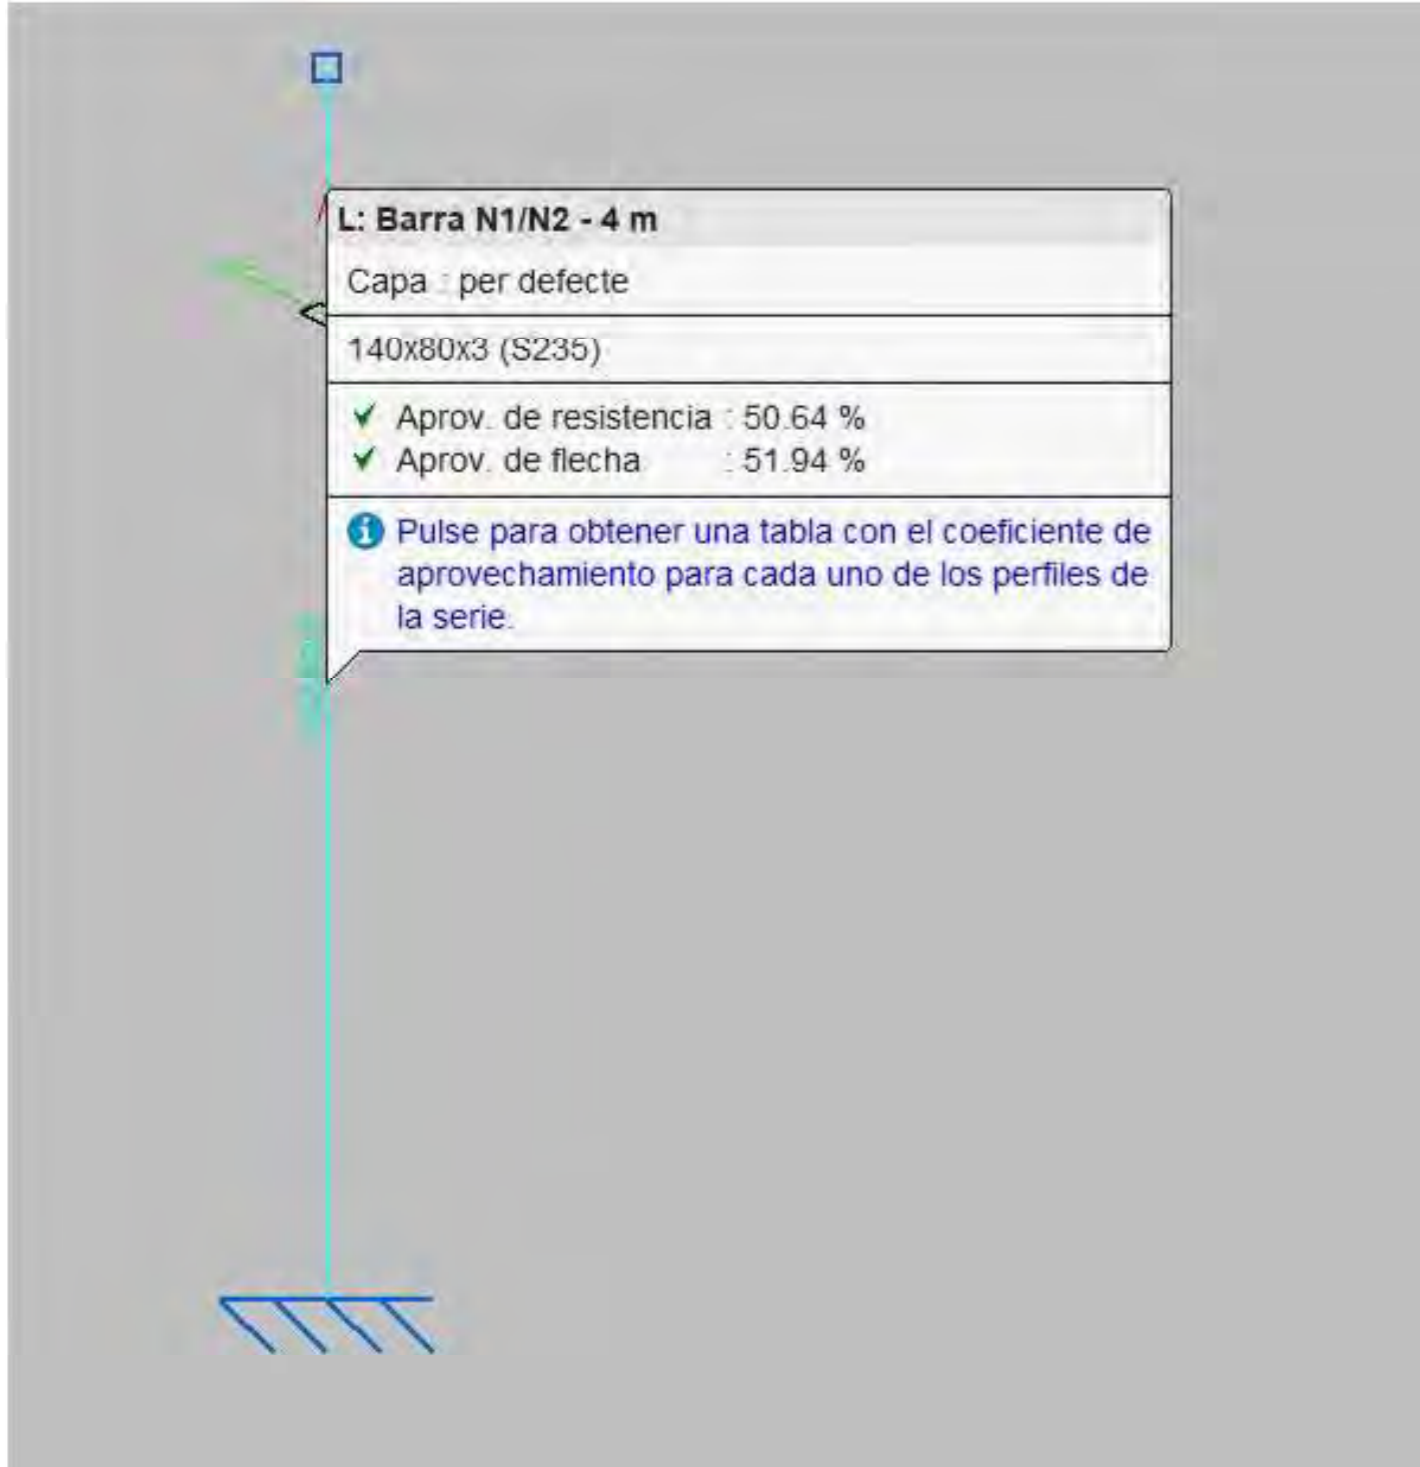 L: Barra N1/N2 - 4 m
Capa : per defecte
140x80x3 (S235)
Aprov. de resistencia : 50.64 %
Aprov. de flecha : 51.94 %
Pulse para obtener una tabla con el coeficiente de
aprovechamiento para cada uno de los perfiles de
la serie.